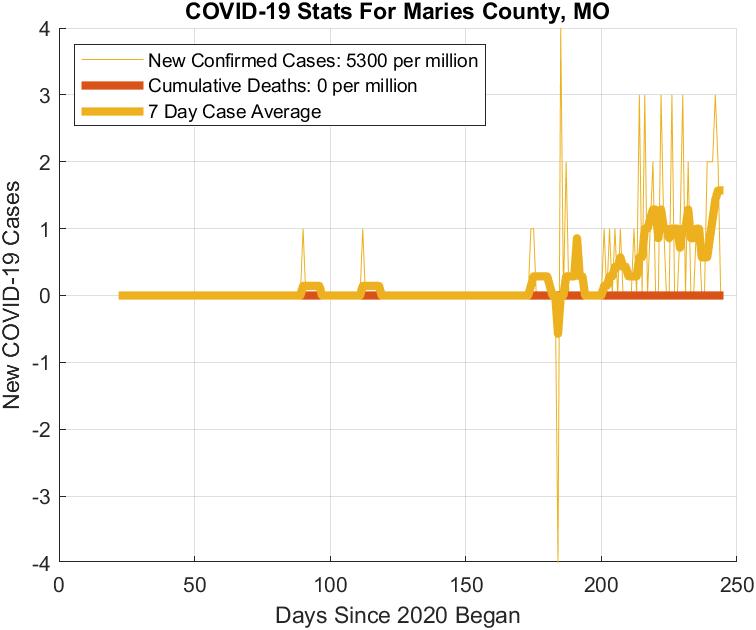 COVID-19 Stats For Maries County, MO
New Confirmed Cases: 5300 per million
Cumulative Deaths: 0 per million
7 Day Case Average
New COVID-19 Cases
4
3
2
1
0
-1
-2
-3
-4
0 50 100 150 200 250
Days Since 2020 Began